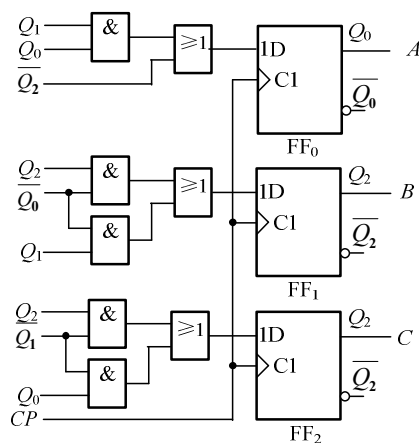 Q₁ & ≥1 1D Q₀ A
Q₀
Q̅₂ C1 Q̅₀
FF₀
Q₂ & ≥1 1D Q₂ B
Q̅₀
& C1 Q̅₂
Q₁
FF₁
Q₂ & ≥1 1D Q₂ C
Q̅₁
& C1 Q̅₂
Q₀
CP
FF₂